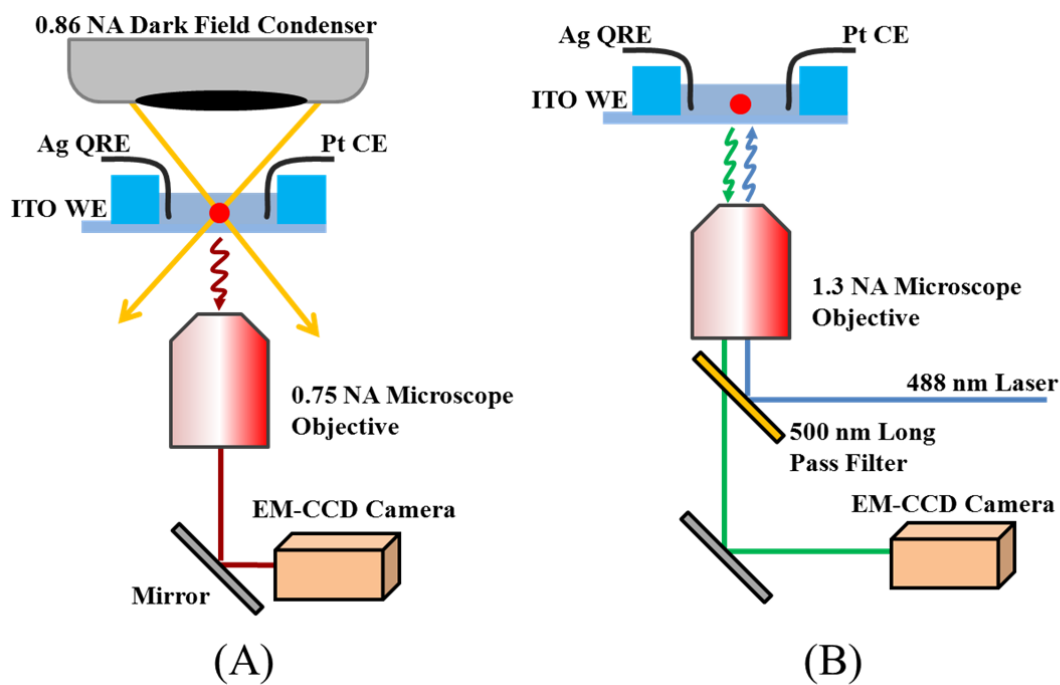 0.86 NA Dark Field Condenser
Ag QRE
Pt CE
ITO WE
0.75 NA Microscope
Objective
EM-CCD Camera
Mirror
(A)
Ag QRE
Pt CE
ITO WE
1.3 NA Microscope
Objective
488 nm Laser
500 nm Long
Pass Filter
EM-CCD Camera
(B)